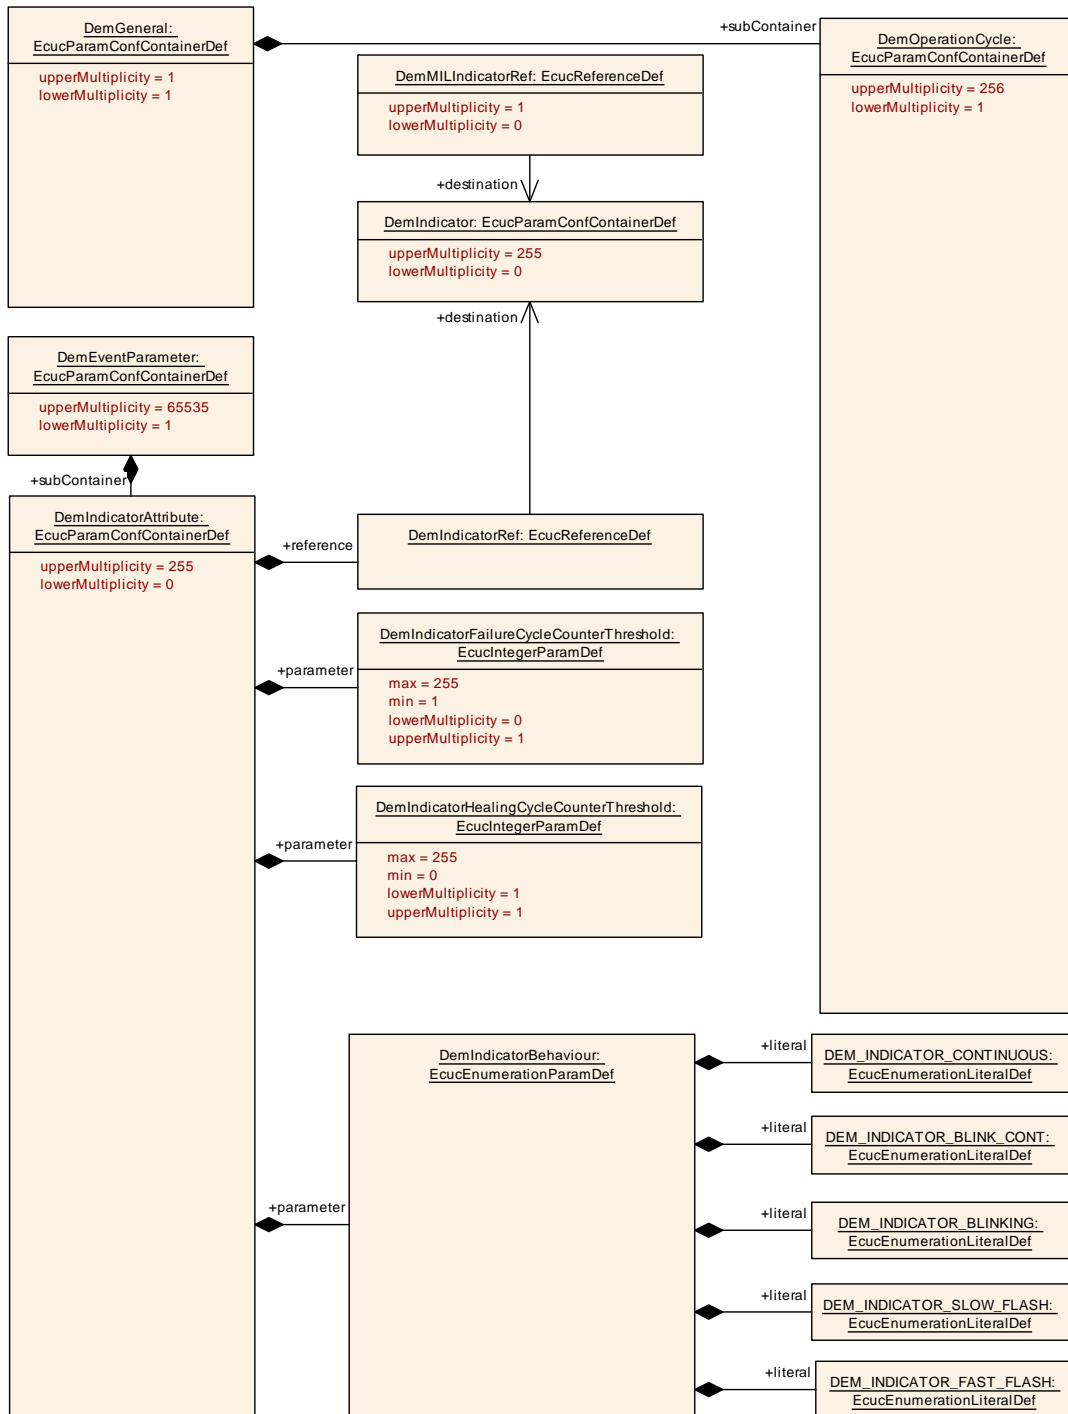 DemGeneral:
EcucParamConfContainerDef
upperMultiplicity = 1
lowerMultiplicity = 1
+subContainer
DemOperationCycle:
EcucParamConfContainerDef
upperMultiplicity = 256
lowerMultiplicity = 1
DemMILIndicatorRef: EcucReferenceDef
upperMultiplicity = 1
lowerMultiplicity = 0
+destination
DemIndicator: EcucParamConfContainerDef
upperMultiplicity = 255
lowerMultiplicity = 0
+destination
DemEventParameter:
EcucParamConfContainerDef
upperMultiplicity = 65535
lowerMultiplicity = 1
+subContainer
DemIndicatorAttribute:
EcucParamConfContainerDef
upperMultiplicity = 255
lowerMultiplicity = 0
+reference
DemIndicatorRef: EcucReferenceDef
DemIndicatorFailureCycleCounterThreshold:
EcucIntegerParamDef
+parameter
max = 255
min = 1
lowerMultiplicity = 0
upperMultiplicity = 1
DemIndicatorHealingCycleCounterThreshold:
EcucIntegerParamDef
+parameter
max = 255
min = 0
lowerMultiplicity = 1
upperMultiplicity = 1
DemIndicatorBehaviour:
EcucEnumerationParamDef
+parameter
+literal
DEM_INDICATOR_CONTINUOUS:
EcucEnumerationLiteralDef
+literal
DEM_INDICATOR_BLINK_CONT:
EcucEnumerationLiteralDef
+literal
DEM_INDICATOR_BLINKING:
EcucEnumerationLiteralDef
+literal
DEM_INDICATOR_SLOW_FLASH:
EcucEnumerationLiteralDef
+literal
DEM_INDICATOR_FAST_FLASH:
EcucEnumerationLiteralDef